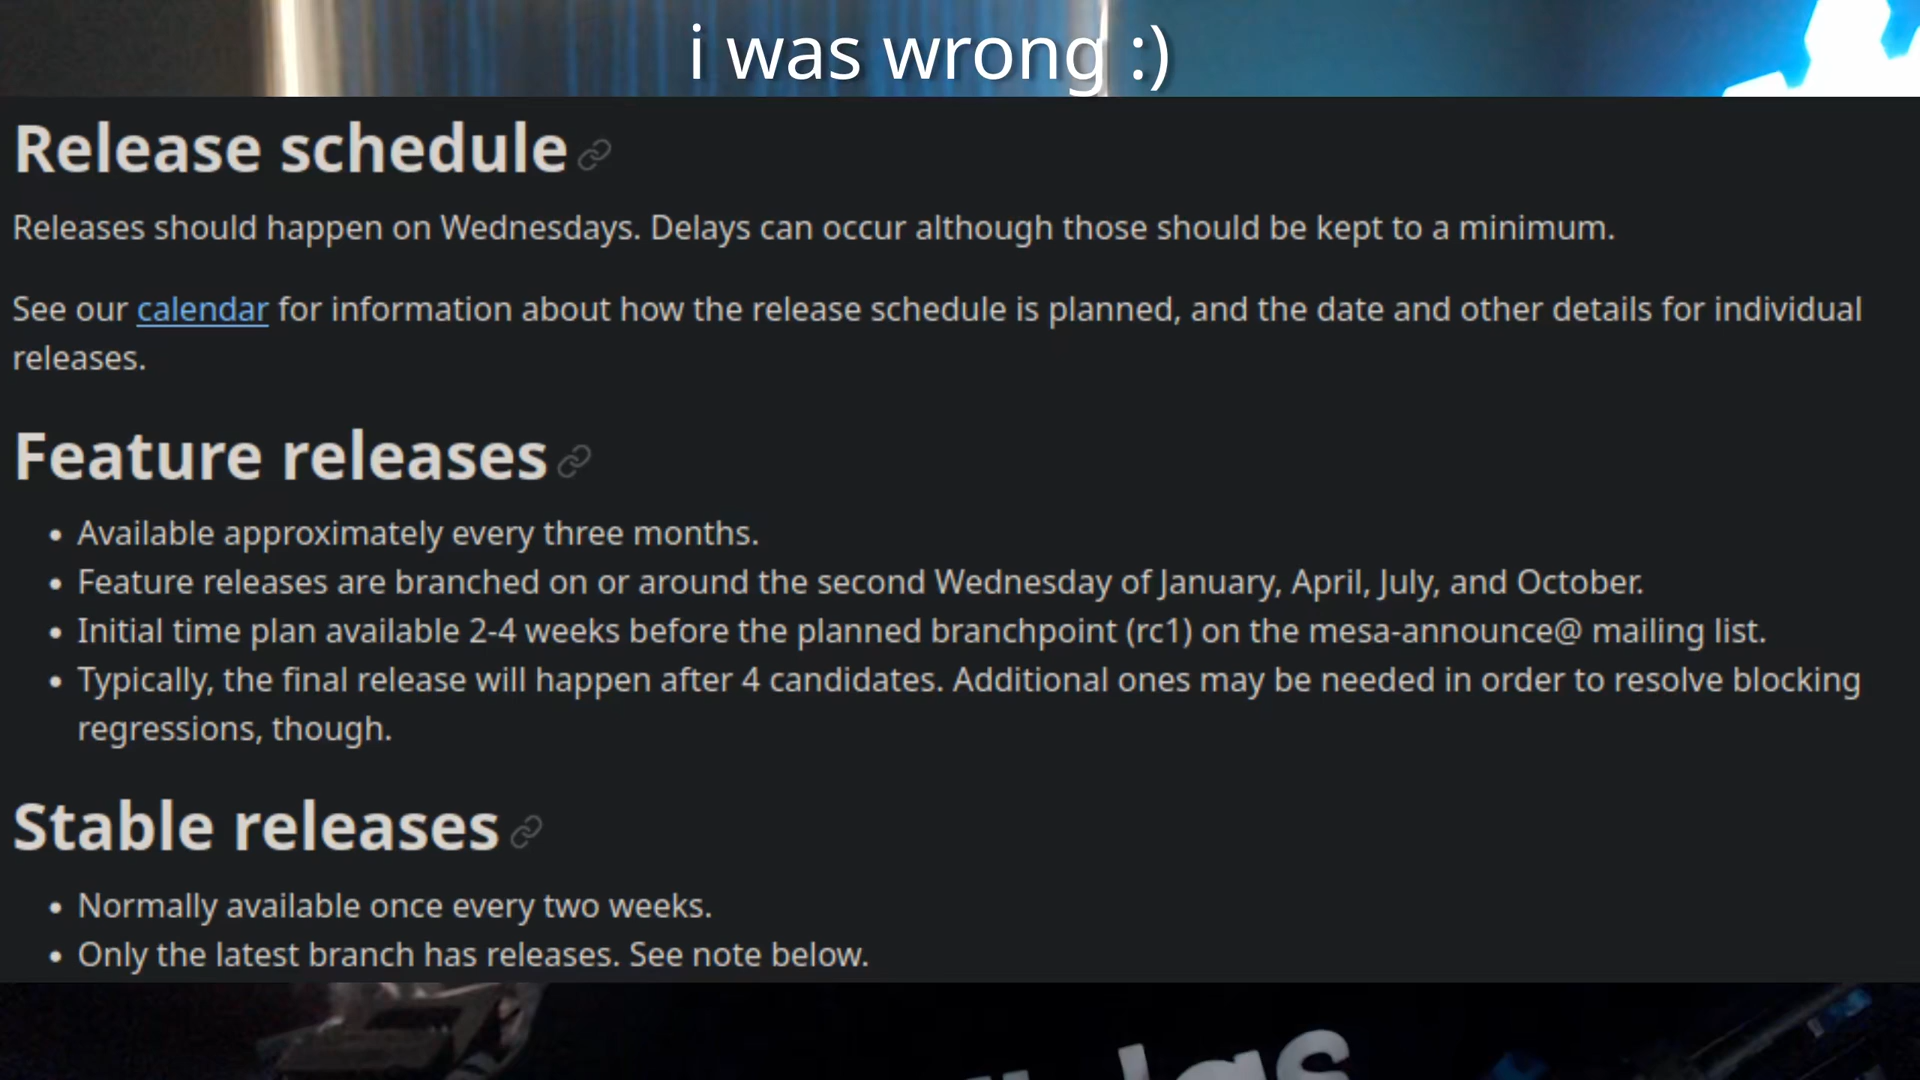 i was wrong :)
Release schedule
Releases should happen on Wednesdays. Delays can occur although those should be kept to a minimum.
See our calendar for information about how the release schedule is planned, and the date and other details for individual
releases.
Feature releases
• Available approximately every three months.
• Feature releases are branched on or around the second Wednesday of January, April, July, and October.
• Initial time plan available 2-4 weeks before the planned branchpoint (rc1) on the mesa-announce@ mailing list.
• Typically, the final release will happen after 4 candidates. Additional ones may be needed in order to resolve blocking
regressions, though.
Stable releases
• Normally available once every two weeks.
• Only the latest branch has releases. See note below.